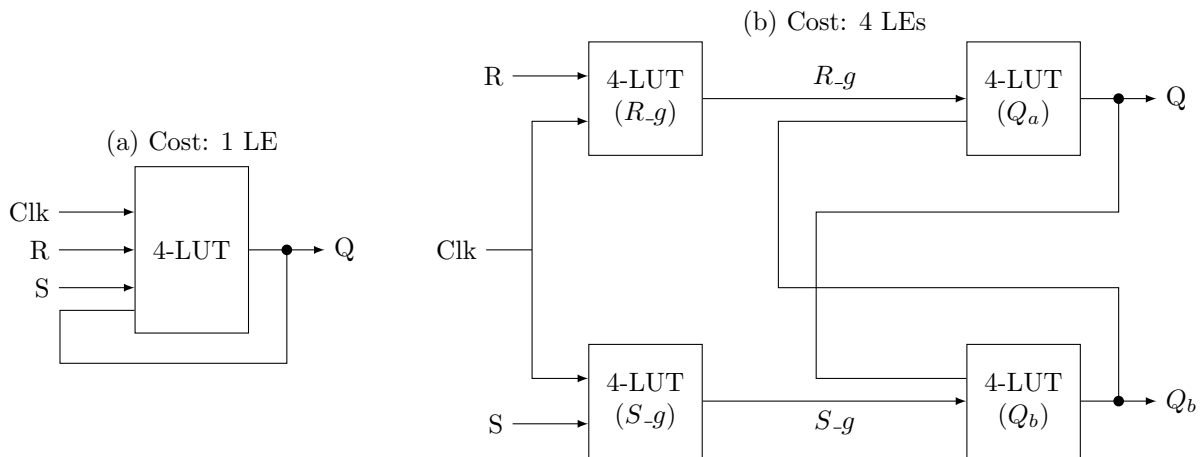 (a) Cost: 1 LE
Clk
R
S
4-LUT
Q
(b) Cost: 4 LEs
R
4-LUT
(R_g)
R_g
4-LUT
(Q_a)
Q
Clk
S
4-LUT
(S_g)
S_g
4-LUT
(Q_b)
Q_b